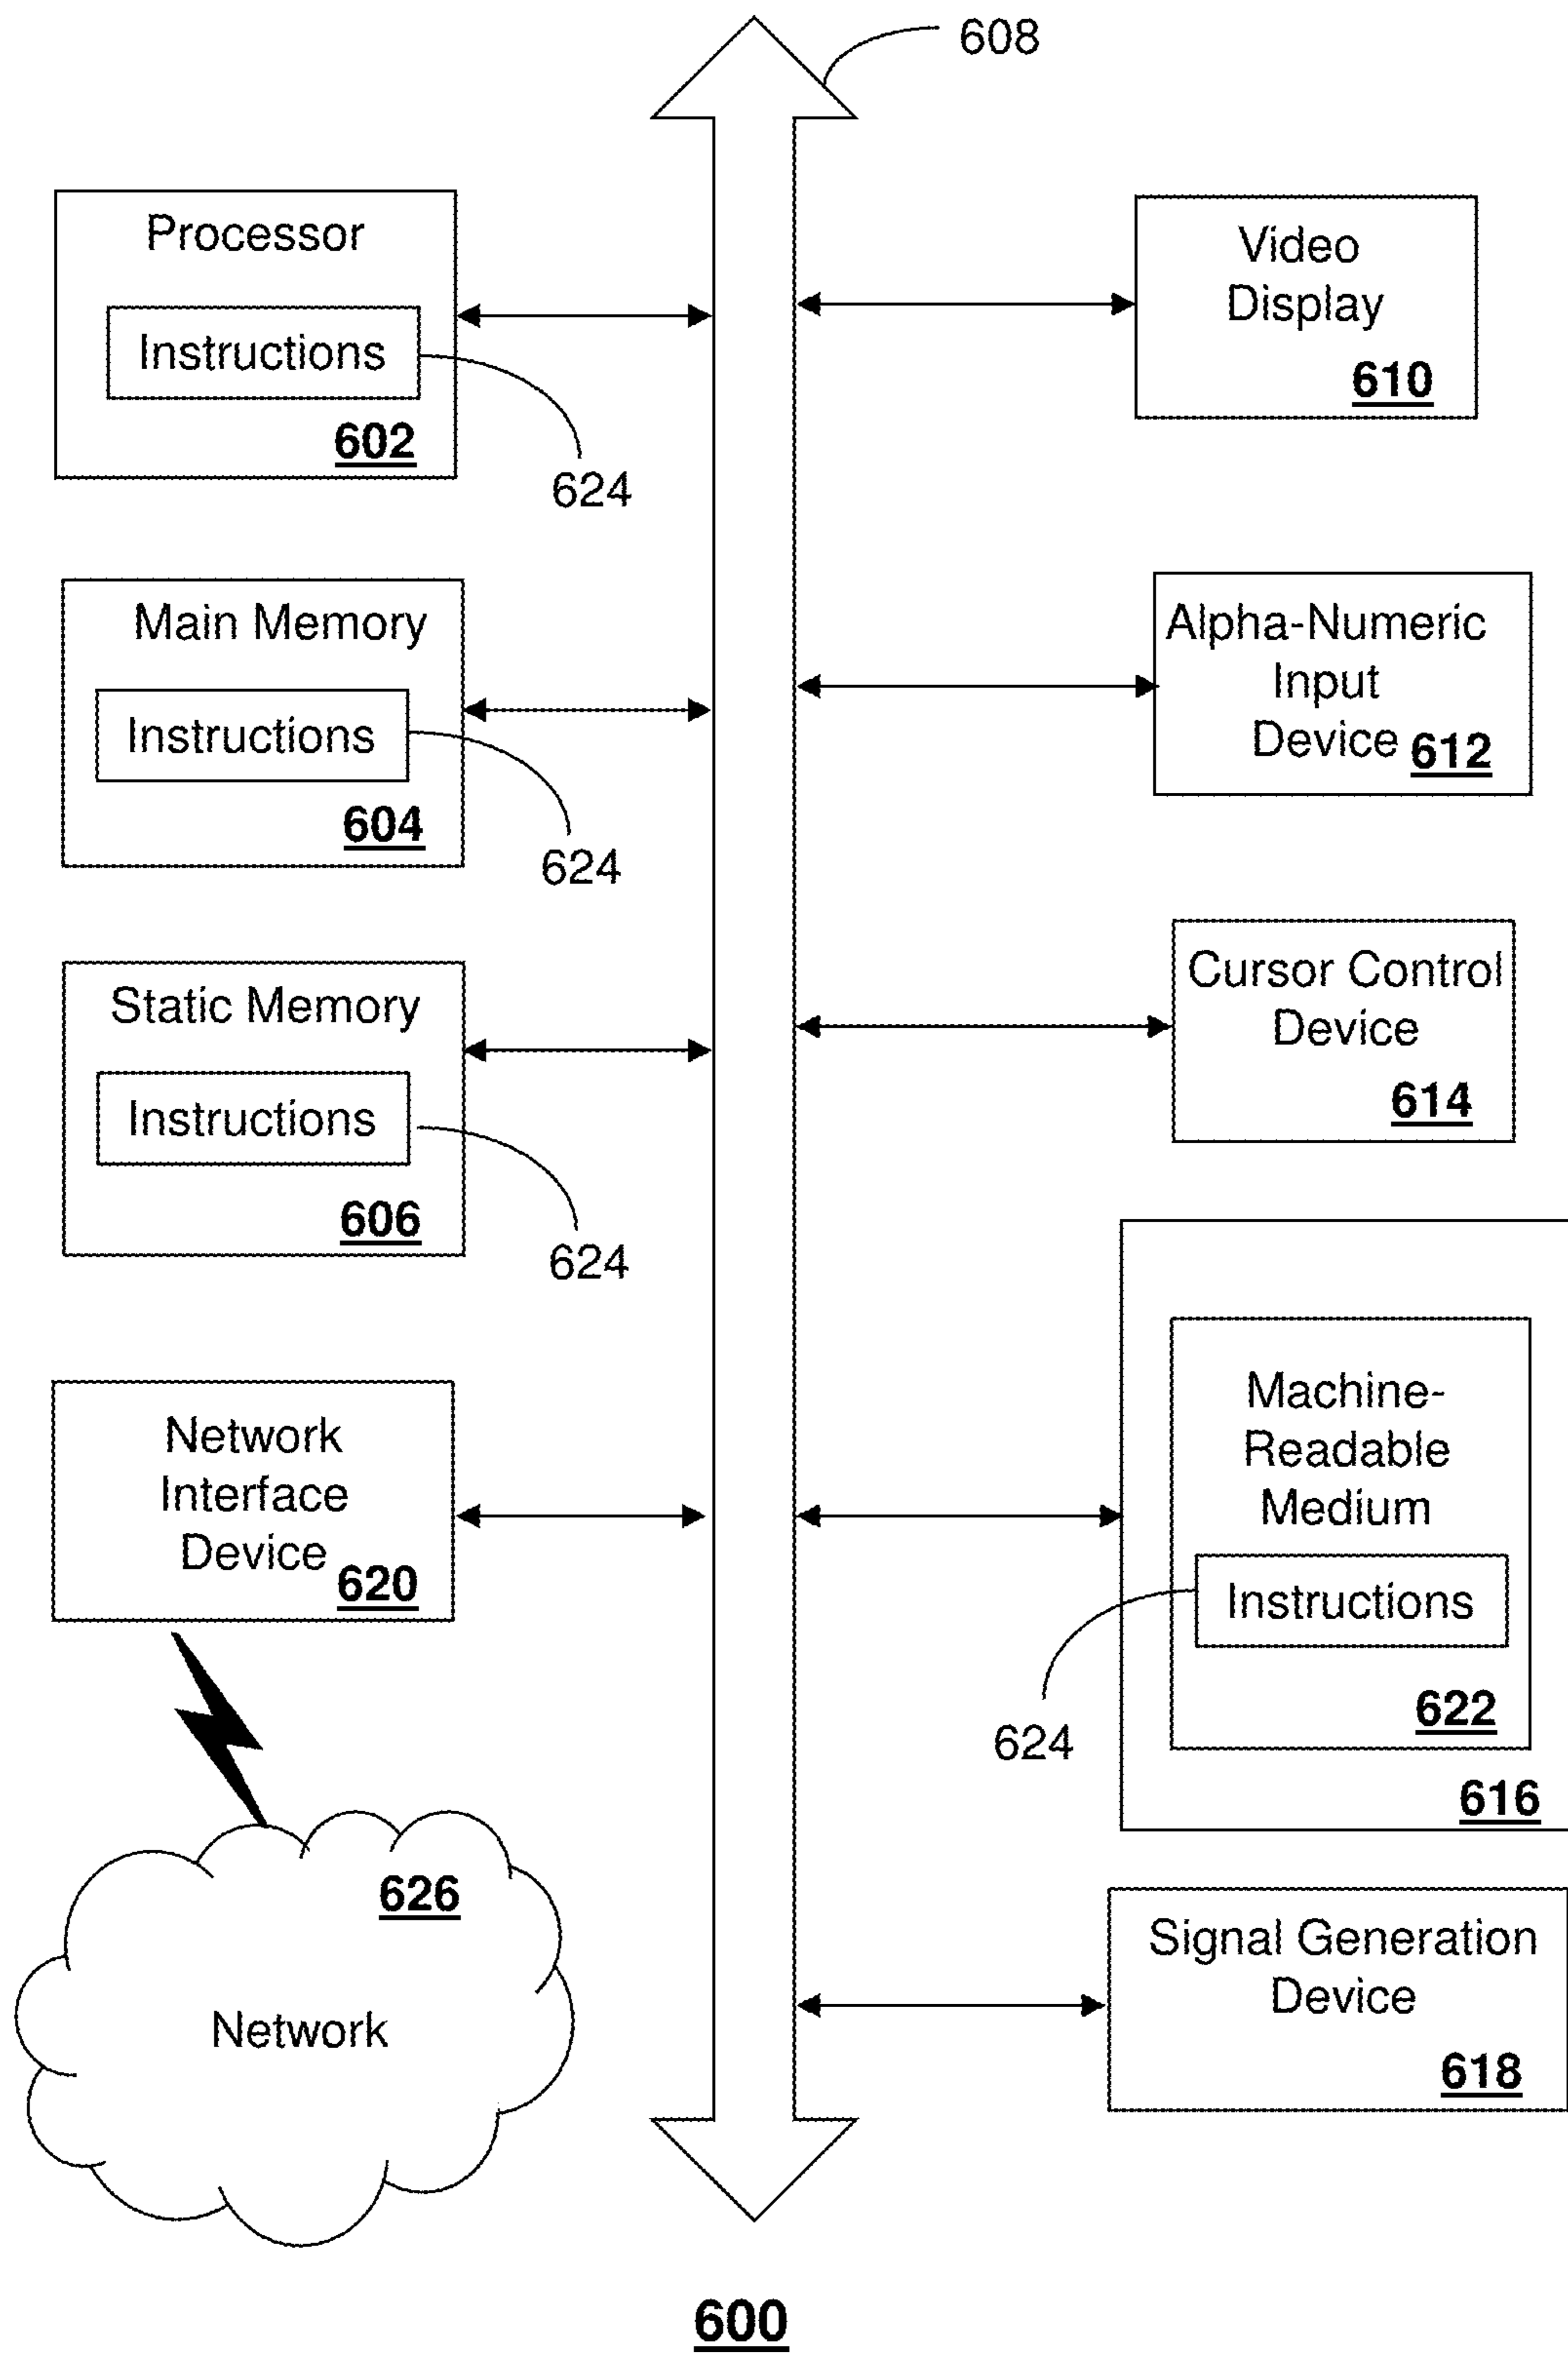 608
Processor
Instructions
602
624
Main Memory
Instructions
604
624
Static Memory
Instructions
606
624
Network
Interface
Device
620
626
Network
Video
Display
610
Alpha-Numeric
Input
Device 612
Cursor Control
Device
614
Machine-
Readable
Medium
Instructions
624
622
616
Signal Generation
Device
618
600